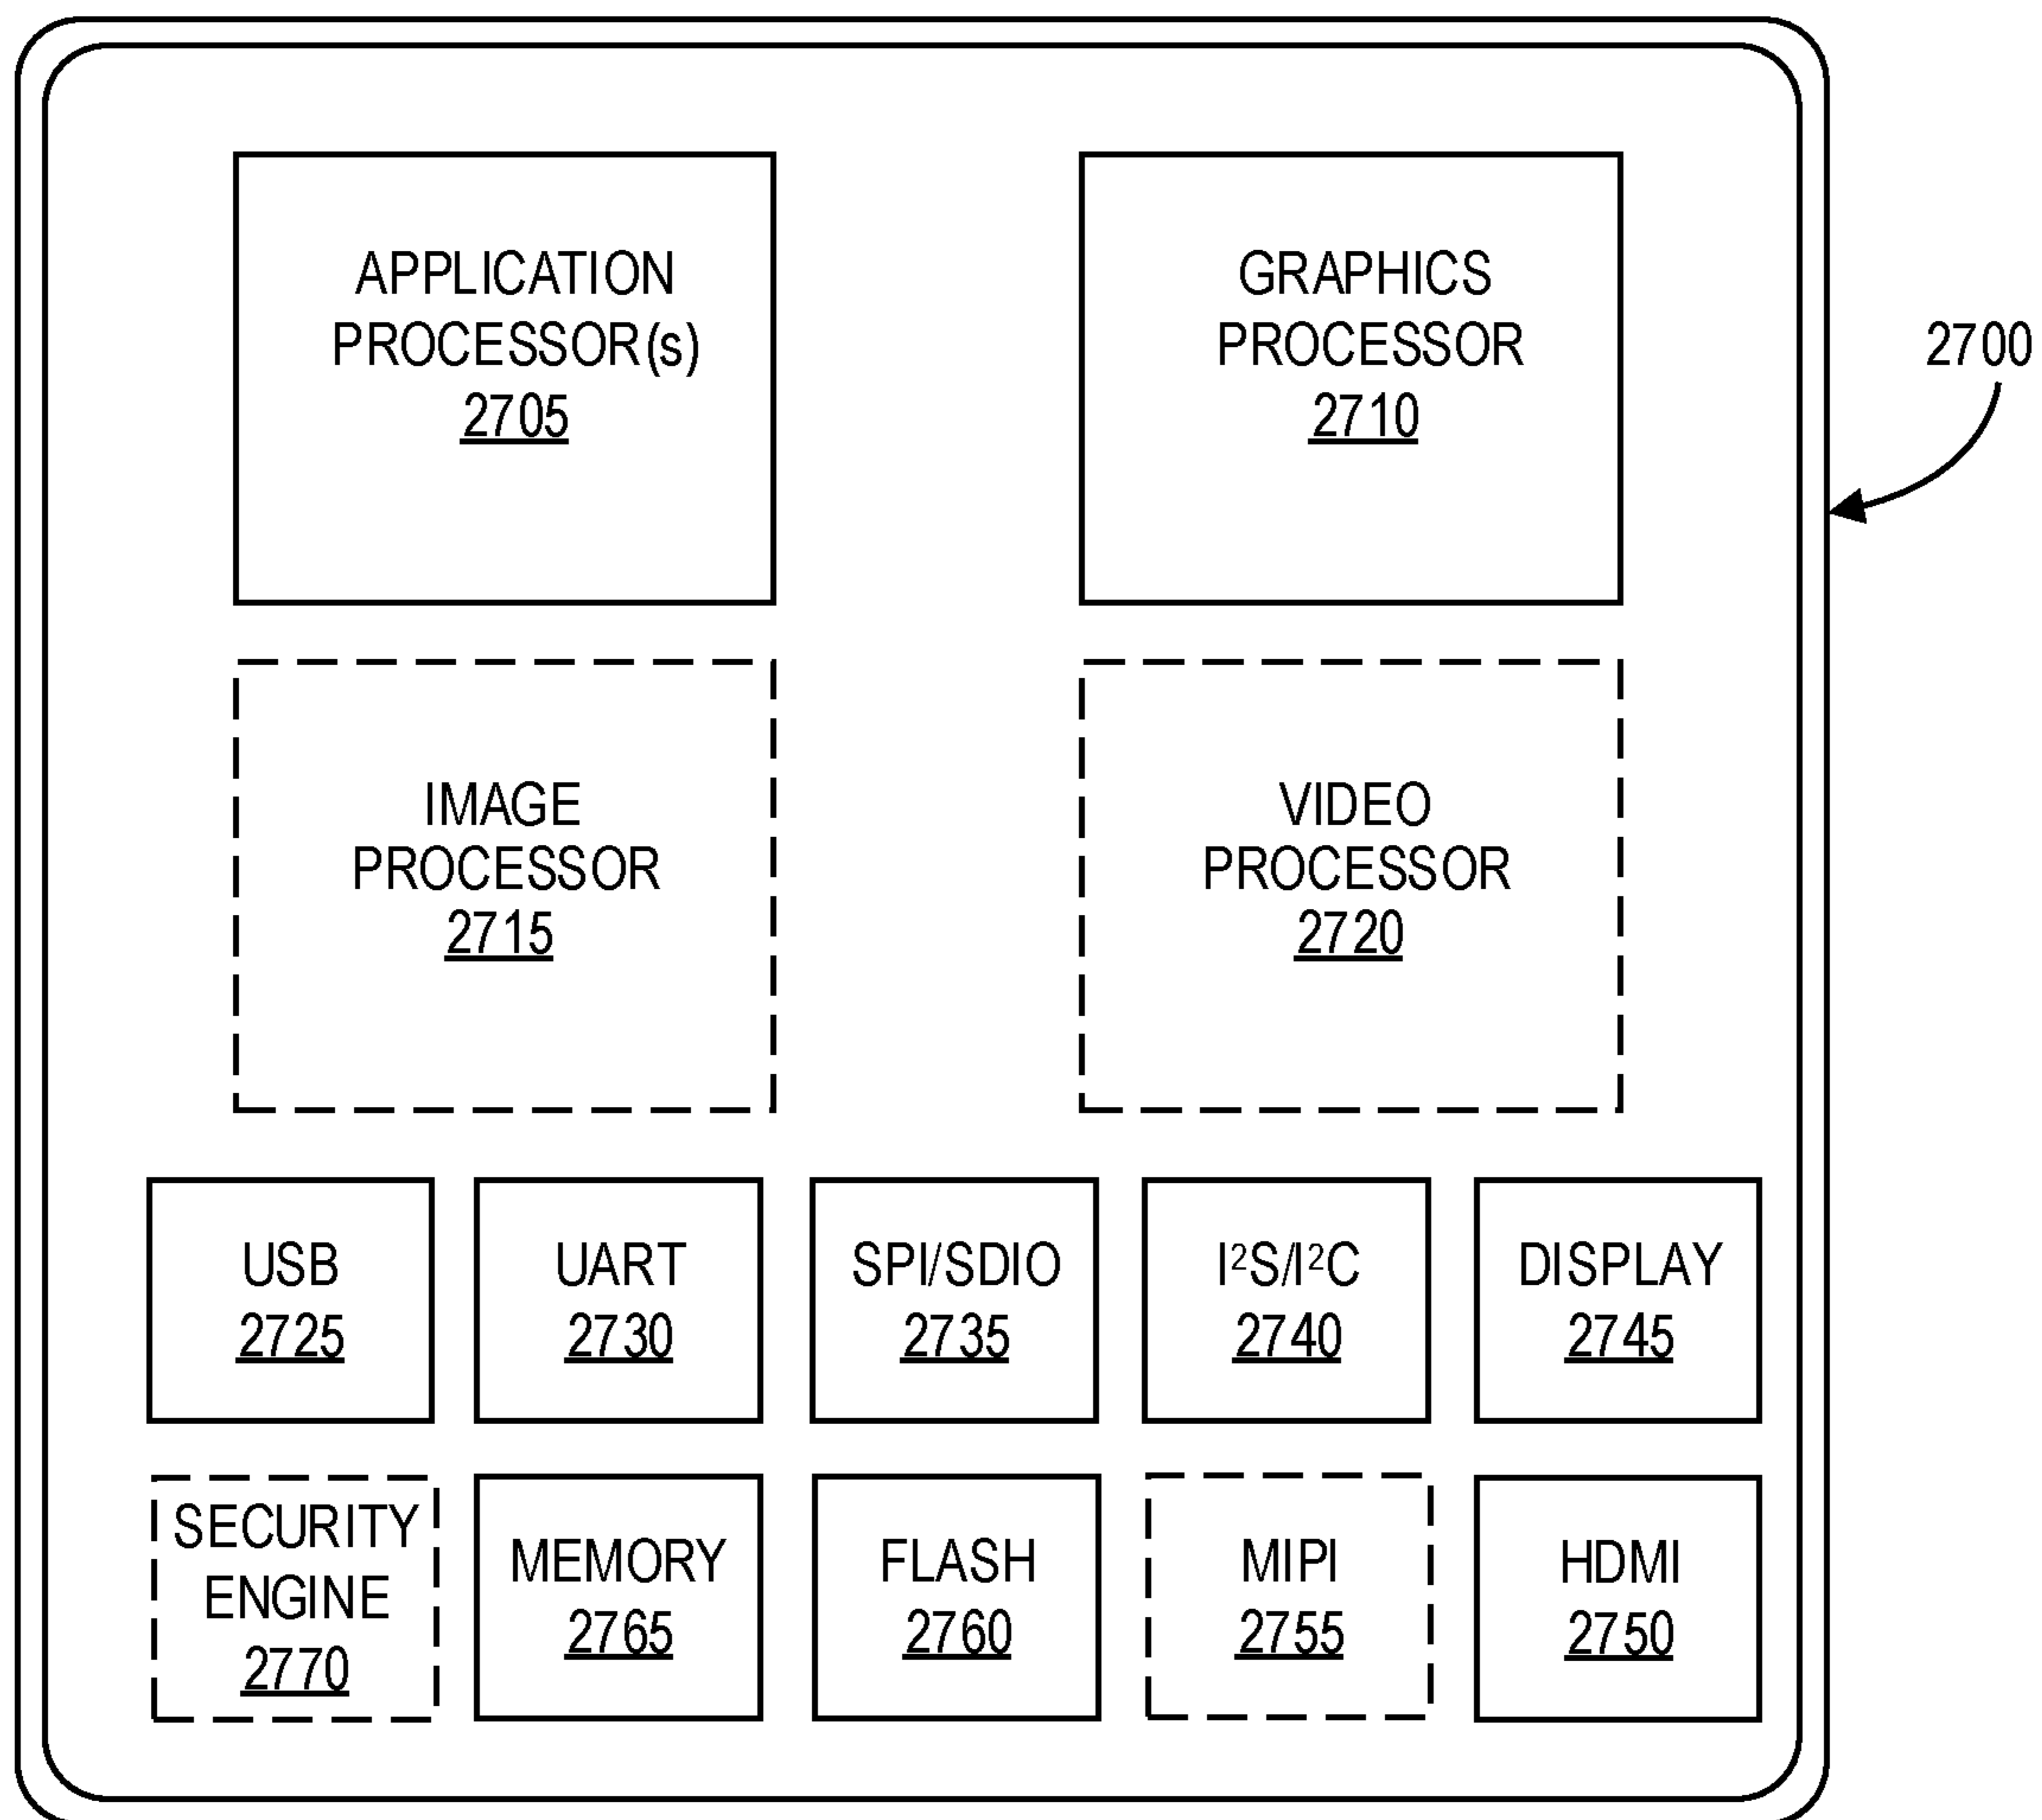 APPLICATION
PROCESSOR(s)
2705
GRAPHICS
PROCESSOR
2710
2700
IMAGE
PROCESSOR
2715
VIDEO
PROCESSOR
2720
USB
2725
UART
2730
SPI/SDIO
2735
I²S/I²C
2740
DISPLAY
2745
SECURITY
ENGINE
2770
MEMORY
2765
FLASH
2760
MIPI
2755
HDMI
2750